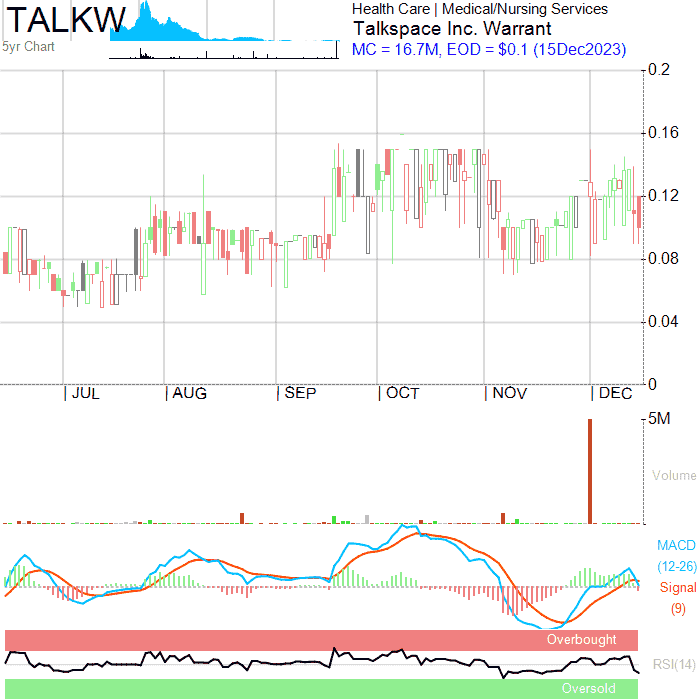 TALKW
5yr Chart
Health Care | Medical/Nursing Services
Talkspace Inc. Warrant
MC = 16.7M, EOD = $0.1 (15Dec2023)
0.2
0.16
0.12
0.08
0.04
0
| JUL | AUG | SEP | OCT | NOV | DEC
5M
Volume
MACD
(12-26)
Signal
(9)
Overbought
RSI(14)
Oversold